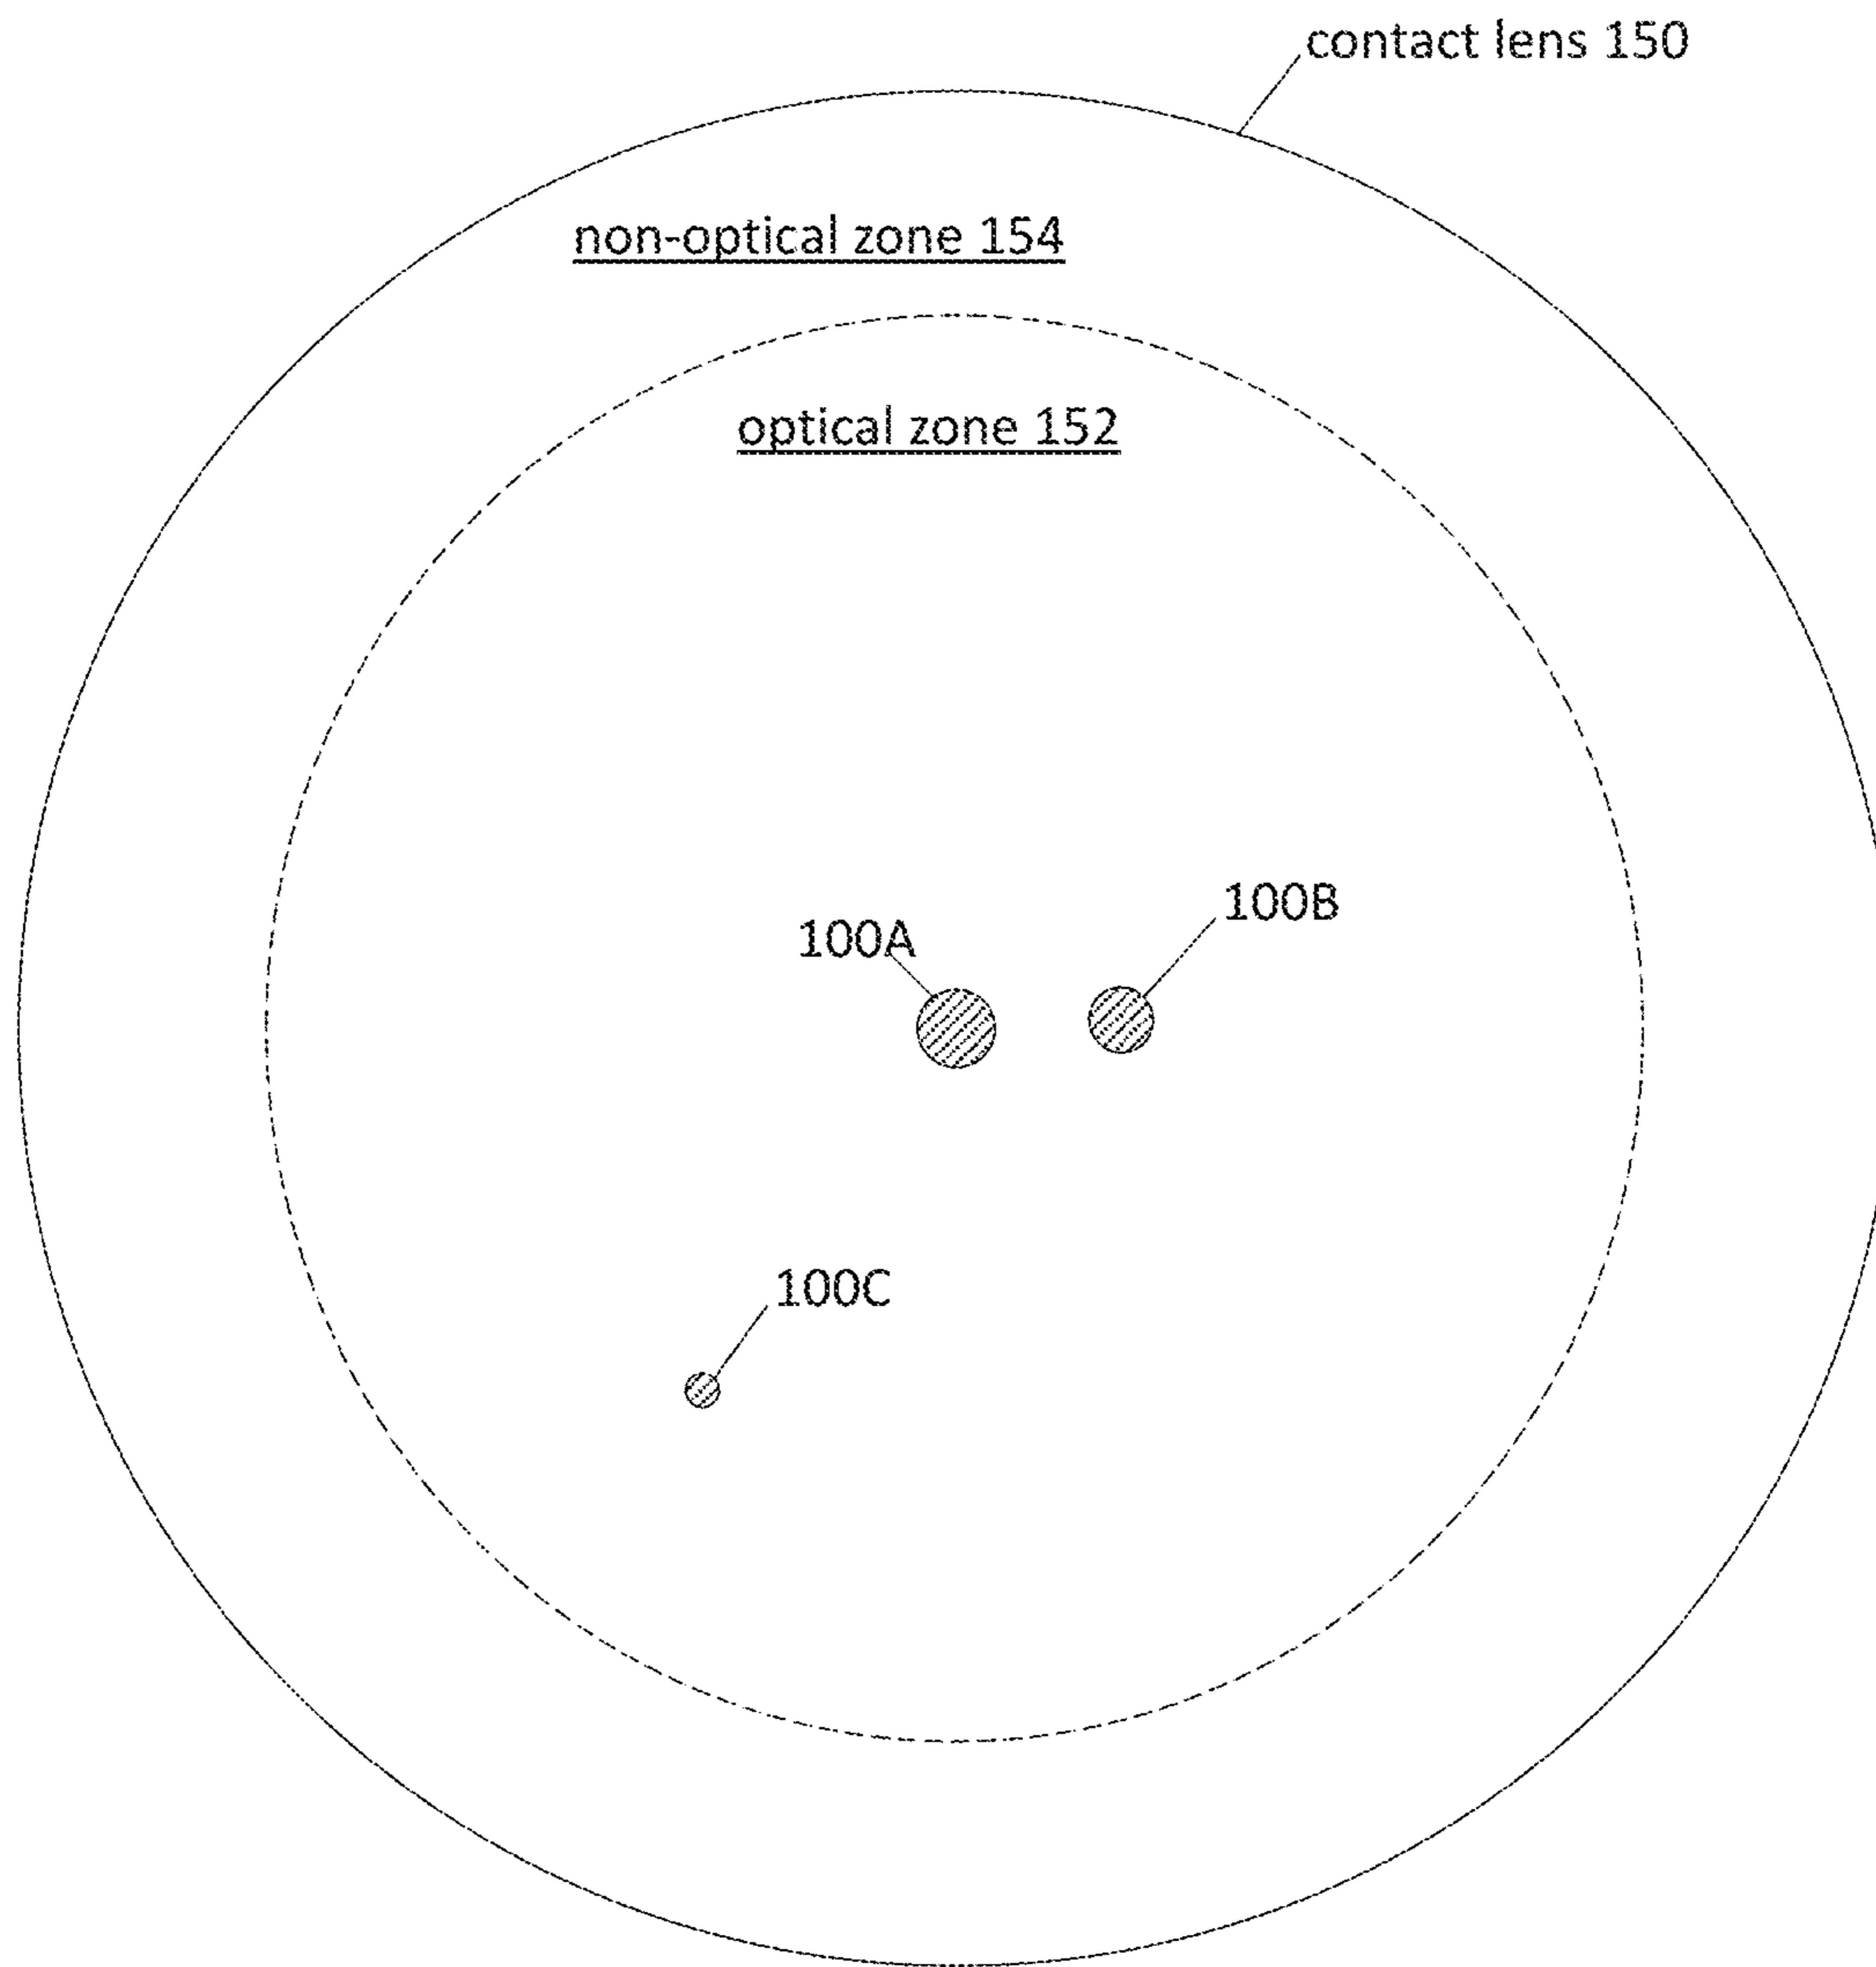 contact lens 150
non-optical zone 154
optical zone 152
100B
100A
100C